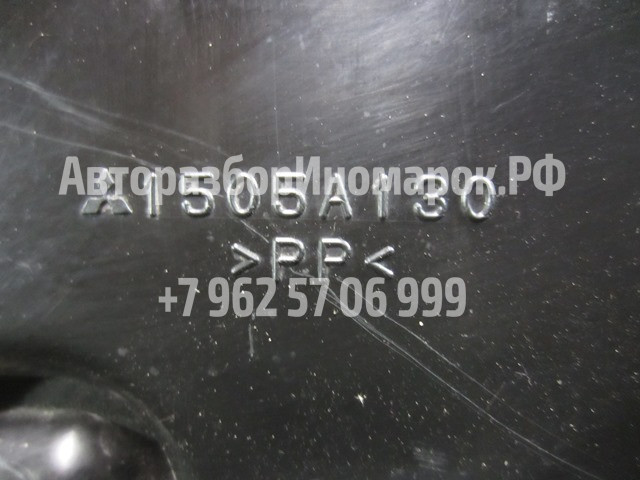 АвторазборИномарок.РФ
1505A130
>PP<
+7 962 57 06 999